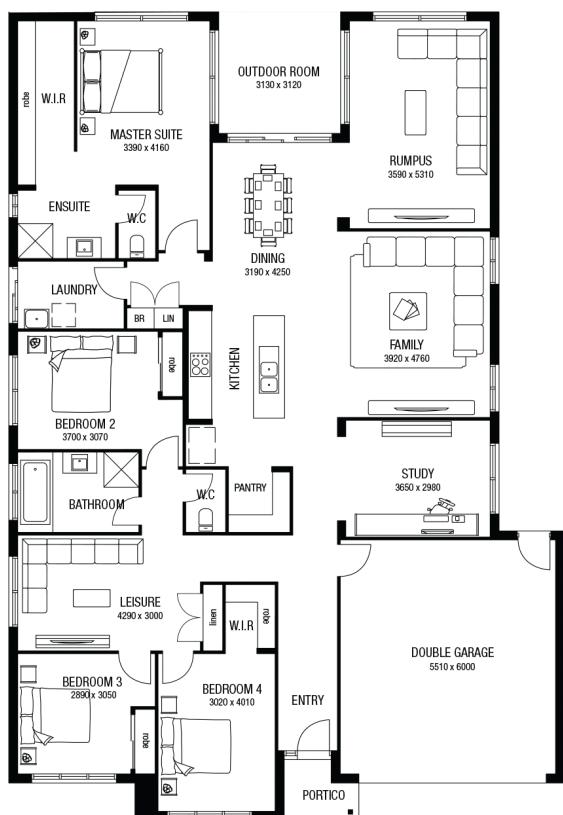 OUTDOOR ROOM
3130 x 3120
robe
W.I.R
MASTER SUITE
3390 x 4160
RUMPUS
3590 x 5310
ENSUITE
W.C
DINING
3190 x 4250
LAUNDRY
BR
LIN
FAMILY
3920 x 4760
KITCHEN
robe
BEDROOM 2
3700 x 3070
STUDY
3650 x 2980
BATHROOM
W.C
PANTRY
LEISURE
4290 x 3000
linen
W.I.R
robe
DOUBLE GARAGE
5510 x 6000
BEDROOM 3
2890 x 3050
BEDROOM 4
3020 x 4010
ENTRY
robe
PORTICO